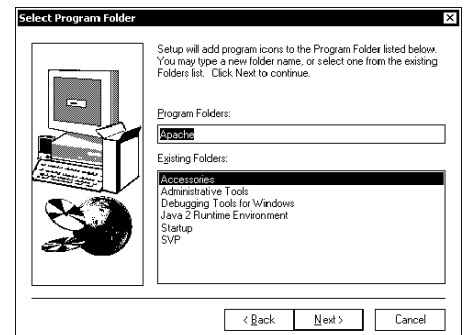 Select Program Folder
Setup will add program icons to the Program Folder listed below.
You may type a new folder name, or select one from the existing
Folders list. Click Next to continue.
Program Folders:
Apache
Existing Folders:
Accessories
Administrative Tools
Debugging Tools for Windows
Java 2 Runtime Environment
Startup
SVP
< Back
Next >
Cancel